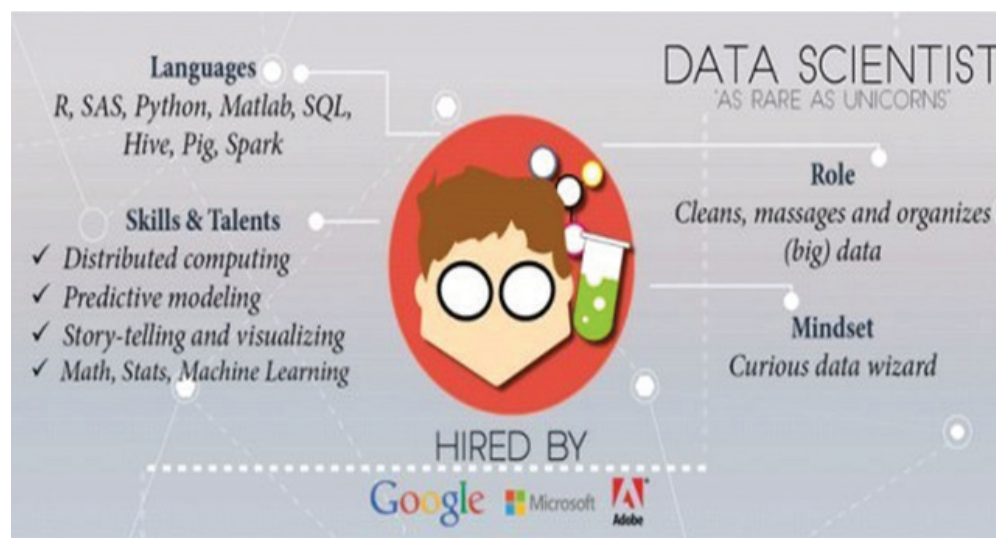 DATA SCIENTIST
'AS RARE AS UNICORNS'
Languages
R, SAS, Python, Matlab, SQL,
Hive, Pig, Spark
Skills & Talents
✓ Distributed computing
✓ Predictive modeling
✓ Story-telling and visualizing
✓ Math, Stats, Machine Learning
Role
Cleans, massages and organizes
(big) data
Mindset
Curious data wizard
HIRED BY
Google
Microsoft
Adobe